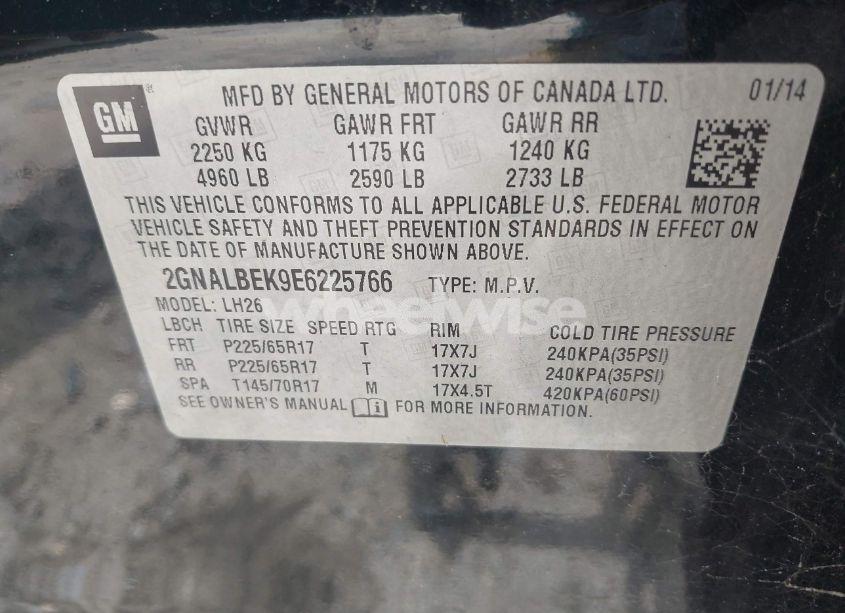 GM
MFD BY GENERAL MOTORS OF CANADA LTD. 01/14
GVWR GAWR FRT GAWR RR
2250 KG 1175 KG 1240 KG
4960 LB 2590 LB 2733 LB
THIS VEHICLE CONFORMS TO ALL APPLICABLE U.S. FEDERAL MOTOR
VEHICLE SAFETY AND THEFT PREVENTION STANDARDS IN EFFECT ON
THE DATE OF MANUFACTURE SHOWN ABOVE.
2GNALBEK9E6225766 TYPE: M.P.V.
MODEL: LH26
wheelwise
LBCH TIRE SIZE SPEED RTG RIM COLD TIRE PRESSURE
FRT P225/65R17 T 17X7J 240KPA(35PSI)
RR P225/65R17 T 17X7J 240KPA(35PSI)
SPA T145/70R17 M 17X4.5T 420KPA(60PSI)
SEE OWNER'S MANUAL FOR MORE INFORMATION.